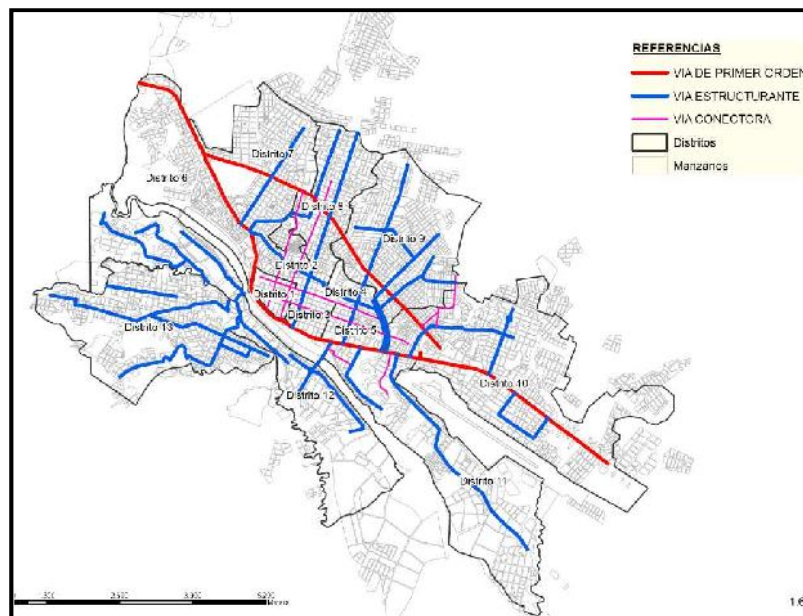 REFERENCIAS
VIA DE PRIMER ORDEN
VIA ESTRUCTURANTE
VIA CONECTORA
Distritos
Manzanos
Distrito 7
Distrito 6
Distrito 8
Distrito 9
Distrito 2
Distrito 1
Distrito 4
Distrito 3
Distrito 5
Distrito 13
Distrito 10
Distrito 12
Distrito 11